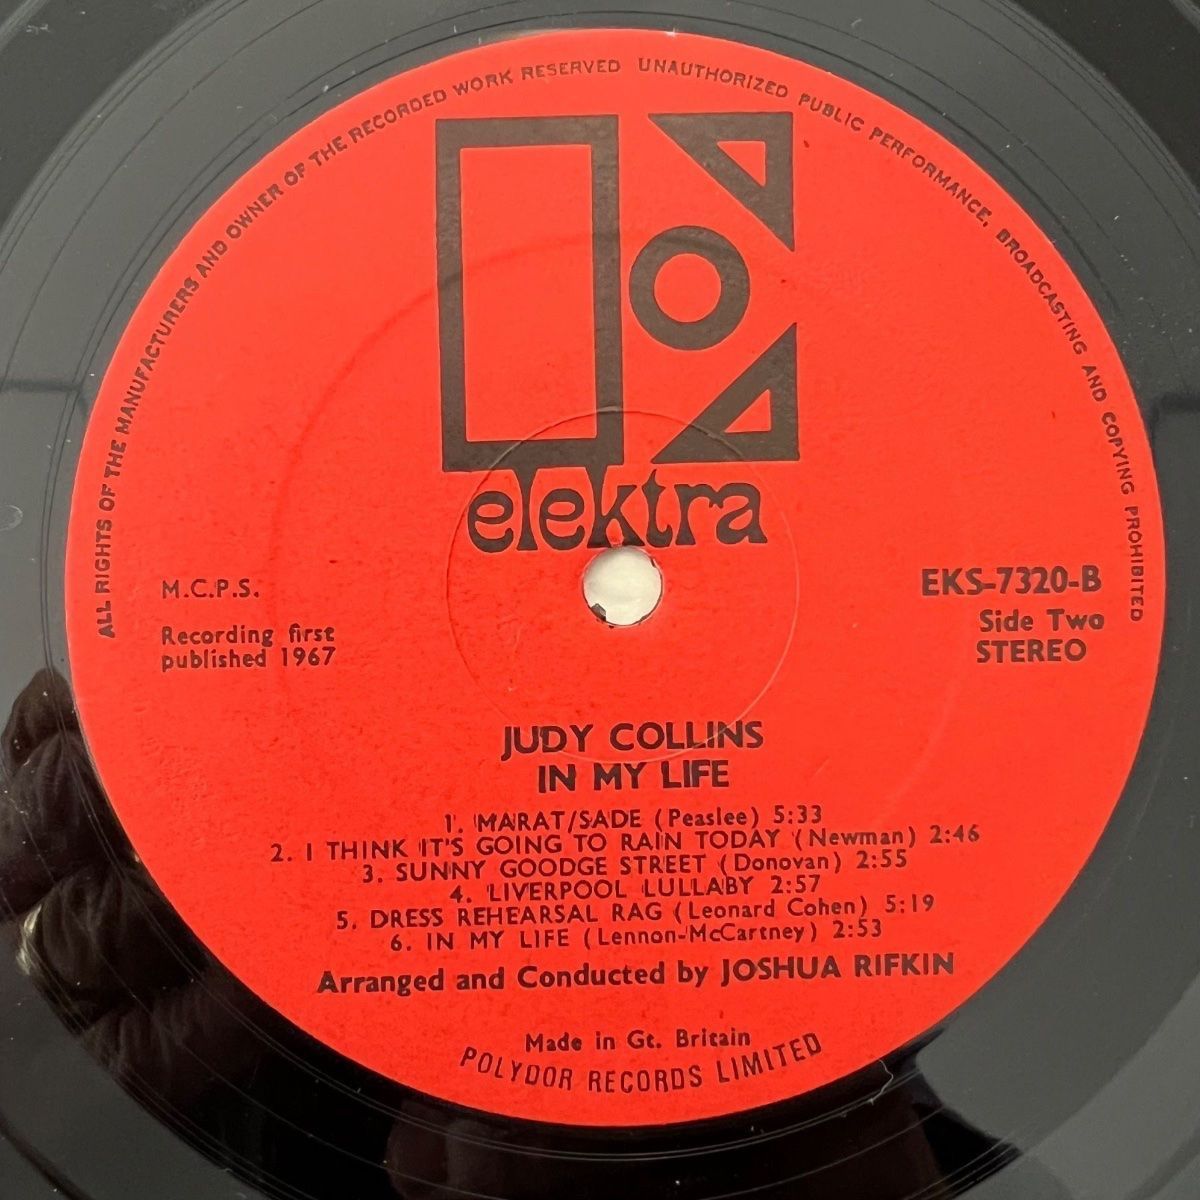 ALL RIGHTS OF THE MANUFACTURERS AND OWNER OF THE RECORDED WORK RESERVED UNAUTHORIZED PUBLIC PERFORMANCE, BROADCASTING AND COPYING PROHIBITED
elektra
M.C.P.S.
Recording first
published 1967
EKS-7320-B
Side Two
STEREO
JUDY COLLINS
IN MY LIFE
1. MARAT/SADE (Peaslee) 5:33
2. I THINK IT'S GOING TO RAIN TODAY (Newman) 2:46
3. SUNNY GOODGE STREET (Donovan) 2:55
4. LIVERPOOL LULLABY 2:57
5. DRESS REHEARSAL RAG (Leonard Cohen) 5:19
6. IN MY LIFE (Lennon-McCartney) 2:53
Arranged and Conducted by JOSHUA RIFKIN
Made in Gt. Britain
POLYDOR RECORDS LIMITED